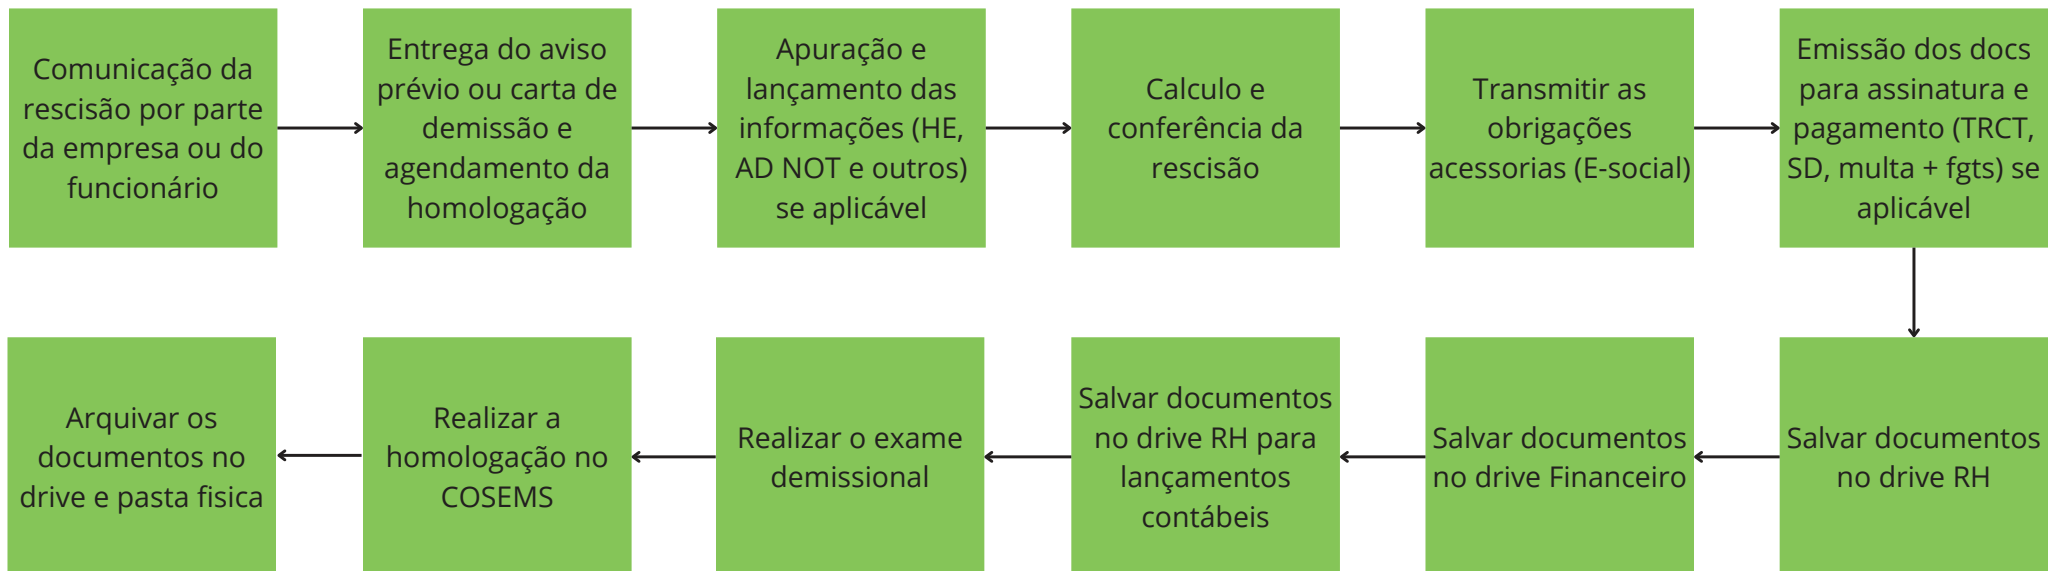 Comunicação da
rescisão por parte
da empresa ou do
funcionário
Entrega do aviso
prévio ou carta de
demissão e
agendamento da
homologação
Apuração e
lançamento das
informações (HE,
AD NOT e outros)
se aplicável
Calculo e
conferência da
rescisão
Transmitir as
obrigações
acessorias (E-social)
Emissão dos docs
para assinatura e
pagamento (TRCT,
SD, multa + fgts) se
aplicável
Salvar documentos
no drive RH
Salvar documentos
no drive Financeiro
Salvar documentos
no drive RH para
lançamentos
contábeis
Realizar o exame
demissional
Realizar a
homologação no
COSEMS
Arquivar os
documentos no
drive e pasta fisica